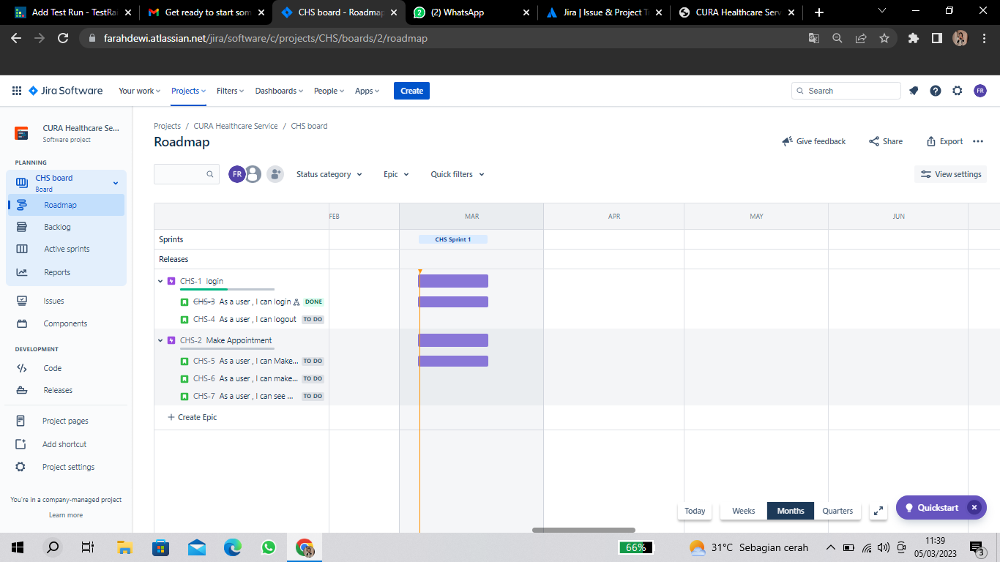 Add Test Run - TestRa
Get ready to start som
CHS board - Roadmap
(2) WhatsApp
Jira | Issue & Project T
CURA Healthcare Serv
farahdewi.atlassian.net/jira/software/c/projects/CHS/boards/2/roadmap
Jira Software Your work Projects Filters Dashboards People Apps Create Search FR
CURA Healthcare Se...
Software project
PLANNING
CHS board
Board
Roadmap
Backlog
Active sprints
Reports
Issues
Components
DEVELOPMENT
Code
Releases
Project pages
Add shortcut
Project settings
You're in a company-managed project
Learn more
Projects / CURA Healthcare Service / CHS board
Roadmap
Give feedback Share Export
FR Status category Epic Quick filters View settings
FEB MAR APR MAY JUN
Sprints CHS Sprint 1
Releases
CHS-1 login
CHS-3 As a user , I can login DONE
CHS-4 As a user , I can logout TO DO
CHS-2 Make Appointment
CHS-5 As a user , I can Make... TO DO
CHS-6 As a user , I can make... TO DO
CHS-7 As a user , I can see ... TO DO
+ Create Epic
Today Weeks Months Quarters
Quickstart
66% 31°C Sebagian cerah
11:39
05/03/2023
3